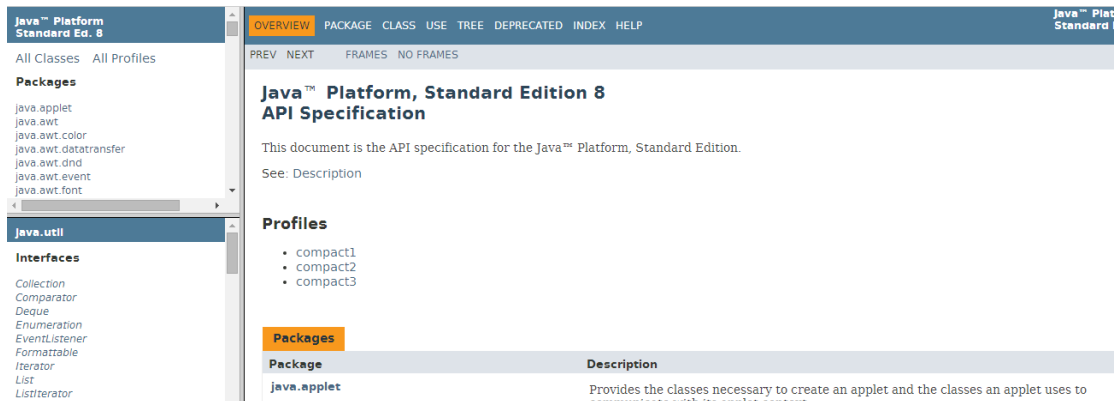 Java™ Platform
Standard Ed. 8
All Classes All Profiles
Packages
java.applet
java.awt
java.awt.color
java.awt.datatransfer
java.awt.dnd
java.awt.event
java.awt.font
java.util
Interfaces
Collection
Comparator
Deque
Enumeration
EventListener
Formattable
Iterator
List
ListIterator
OVERVIEW PACKAGE CLASS USE TREE DEPRECATED INDEX HELP
Java™ Plat
Standard
PREV NEXT FRAMES NO FRAMES
Java™ Platform, Standard Edition 8
API Specification
This document is the API specification for the Java™ Platform, Standard Edition.
See: Description
Profiles
• compact1
• compact2
• compact3
Packages
Package Description
java.applet Provides the classes necessary to create an applet and the classes an applet uses to